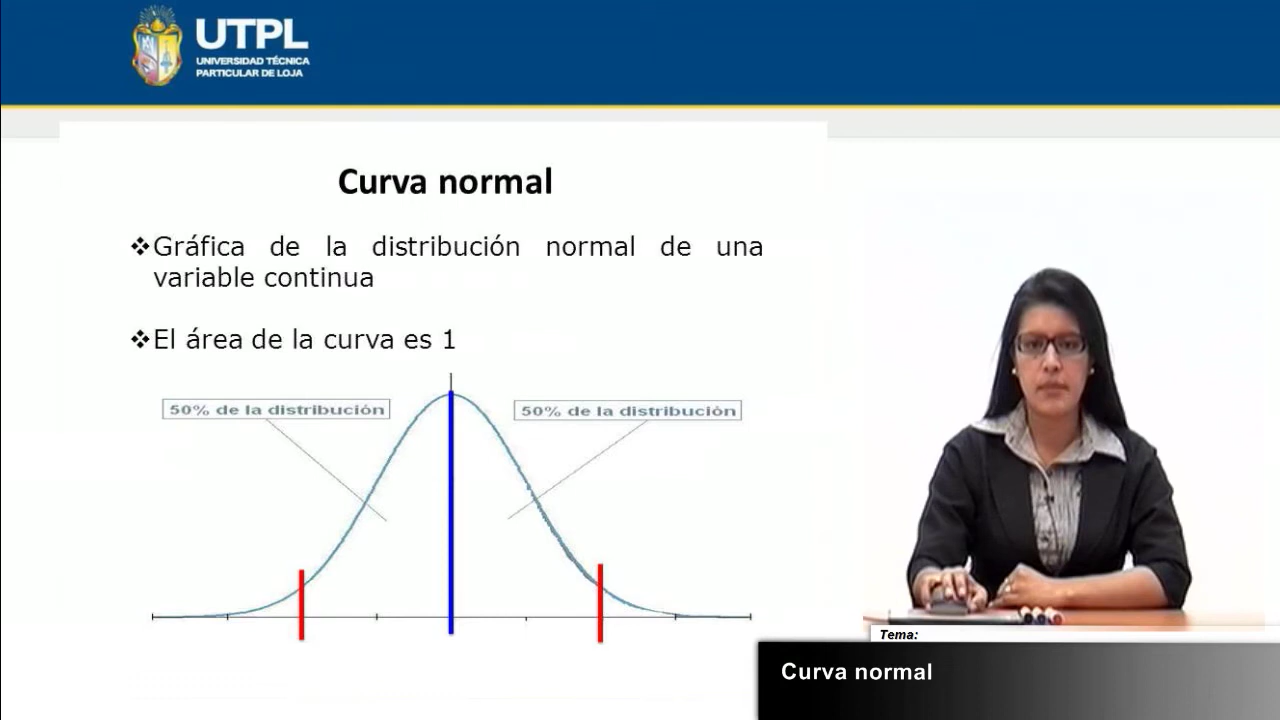 UTPL
UNIVERSIDAD TÉCNICA
PARTICULAR DE LOJA
Curva normal
❖Gráfica de la distribución normal de una
variable continua
❖El área de la curva es 1
50% de la distribución
50% de la distribución
Tema:
Curva normal